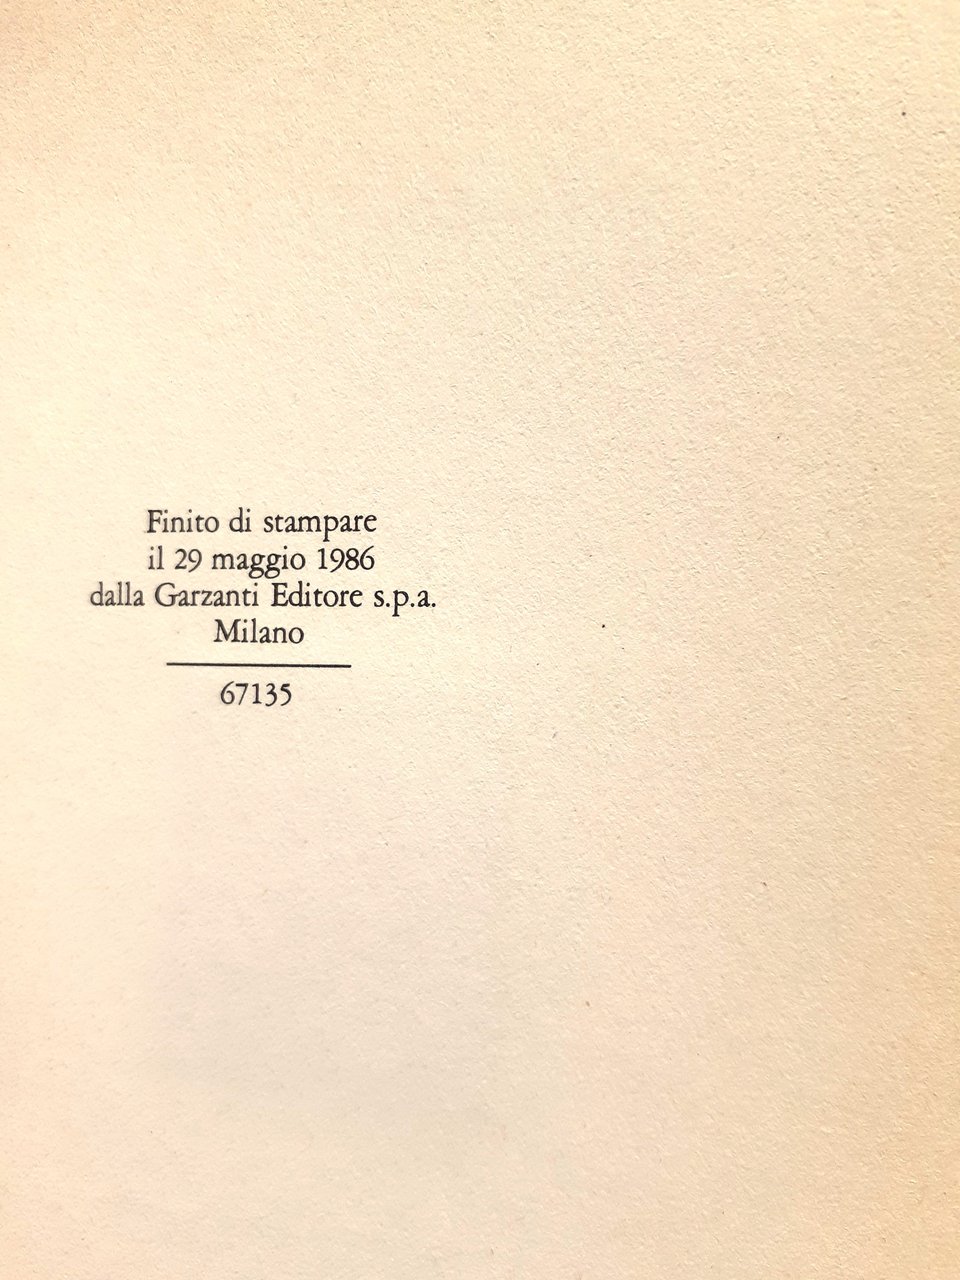 Finito di stampare
il 29 maggio 1986
dalla Garzanti Editore s.p.a.
Milano
67135